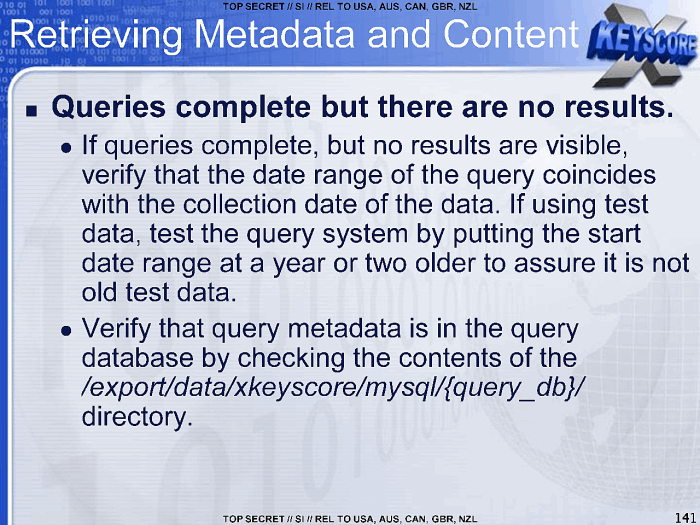 TOP SECRET // SI // REL TO USA, AUS, CAN, GBR, NZL
Retrieving Metadata and Content
X
KEYSCORE
Queries complete but there are no results.
If queries complete, but no results are visible,
verify that the date range of the query coincides
with the collection date of the data. If using test
data, test the query system by putting the start
date range at a year or two older to assure it is not
old test data.
Verify that query metadata is in the query
database by checking the contents of the
/export/data/xkeyscore/mysql/{query_db}/
directory.
TOP SECRET // SI // REL TO USA, AUS, CAN, GBR, NZL
141